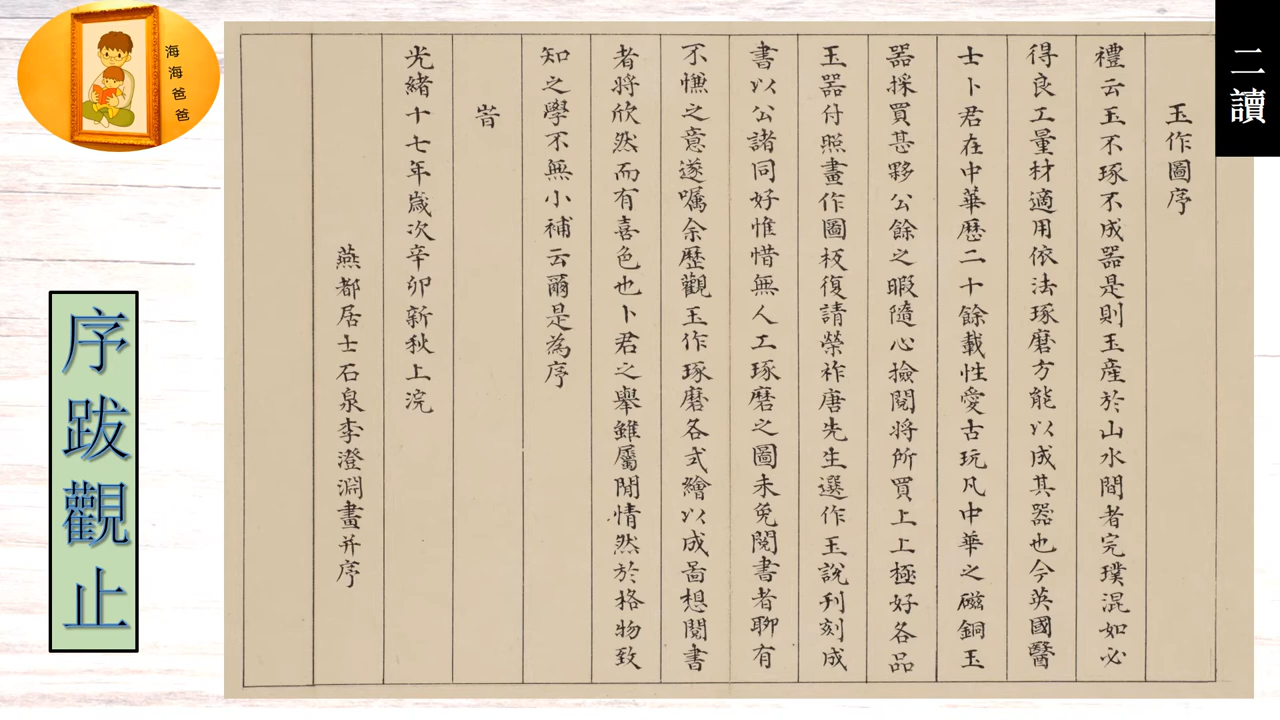 二讀
玉作圖序
禮云玉不琢不成器是則玉產於山水間者完璞混如必
得良工量材適用依法琢磨方能以成其器也今英國醫
士卜君在中華歷二十餘載性愛古玩凡中華之磁銅玉
器採買甚夥公餘之暇隨心撿閱將所買上上極好各品
玉器付照畫作圖板復請榮祚唐先生選作玉說刋刻成
書以公諸同好惟惜無人工琢磨之圖未免閱書者聊有
不憔之意遂囑余歷觀玉作琢磨各式繪以成啚想閱書
者將欣然而有喜色也卜君之舉雖屬閒情然於格物致
知之學不無小補云爾是為序
旹
光緒十七年歲次辛卯新秋上浣
燕都居士石泉李澄淵畫并序
海海爸爸
序跋觀止